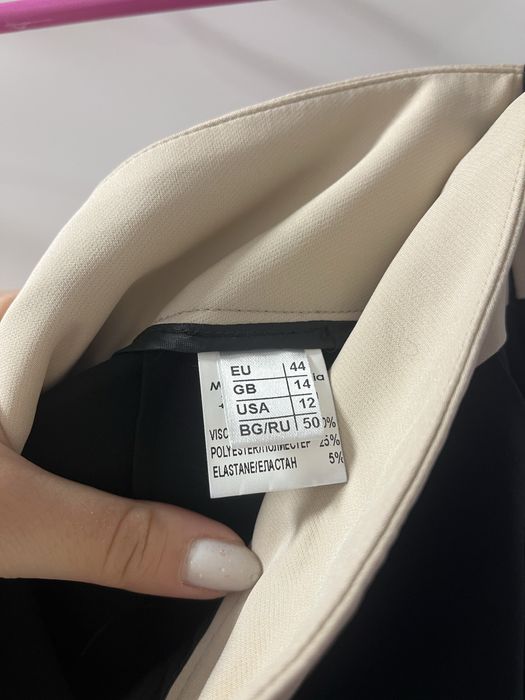 EU 44
GB 14
USA 12
BG/RU 50
POLYESTER/ПОЛИЕСТЕР 25%
ELASTANE/ЕЛАСТАН 5%